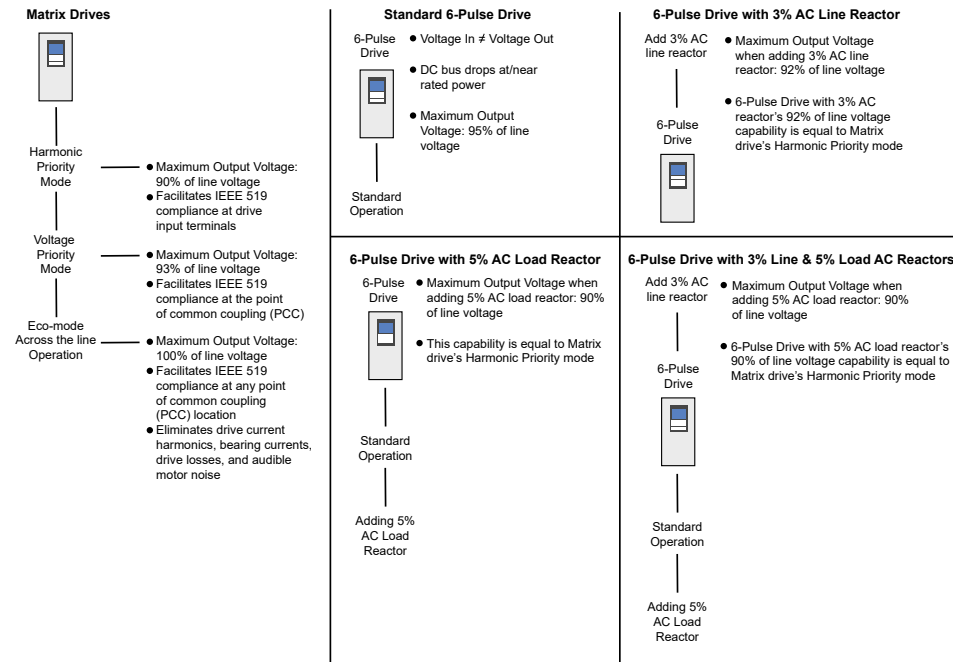 Matrix Drives
Harmonic
Priority
Mode
● Maximum Output Voltage:
90% of line voltage
● Facilitates IEEE 519
compliance at drive
input terminals
Voltage
Priority
Mode
● Maximum Output Voltage:
93% of line voltage
● Facilitates IEEE 519
compliance at the point
of common coupling (PCC)
Eco-mode
Across the line
Operation
● Maximum Output Voltage:
100% of line voltage
● Facilitates IEEE 519
compliance at any point
of common coupling
(PCC) location
● Eliminates drive current
harmonics, bearing currents,
drive losses, and audible
motor noise
Standard 6-Pulse Drive
6-Pulse
Drive
● Voltage In ≠ Voltage Out
● DC bus drops at/near
rated power
● Maximum Output
Voltage: 95% of line
voltage
Standard
Operation
6-Pulse Drive with 3% AC Line Reactor
Add 3% AC
line reactor
● Maximum Output Voltage
when adding 3% AC line
reactor: 92% of line voltage
● 6-Pulse Drive with 3% AC
reactor's 92% of line voltage
capability is equal to Matrix
drive's Harmonic Priority mode
6-Pulse
Drive
6-Pulse Drive with 5% AC Load Reactor
6-Pulse
Drive
● Maximum Output Voltage when
adding 5% AC load reactor: 90%
of line voltage
● This capability is equal to Matrix
drive's Harmonic Priority mode
Standard
Operation
Adding 5%
AC Load
Reactor
6-Pulse Drive with 3% Line & 5% Load AC Reactors
Add 3% AC
line reactor
● Maximum Output Voltage when
adding 5% AC load reactor: 90%
of line voltage
● 6-Pulse Drive with 5% AC load reactor's
90% of line voltage capability is equal to
Matrix drive's Harmonic Priority mode
6-Pulse
Drive
Standard
Operation
Adding 5%
AC Load
Reactor